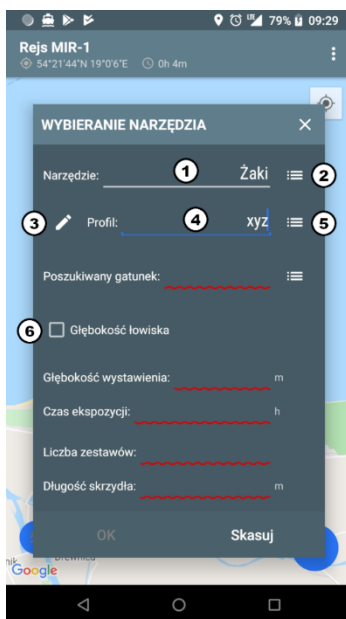 79% 09:29
Rejs MIR-1
54°21'44"N 19°0'6"E 0h 4m
WYBIERANIE NARZĘDZIA
Narzędzie: 1 Żaki 2
3 Profil: 4 xyz 5
Poszukiwany gatunek:
6 Głębokość łowiska
Głębokość wystawienia: m
Czas ekspozycji: h
Liczba zestawów:
Długość skrzydła: m
OK Skasuj
Google